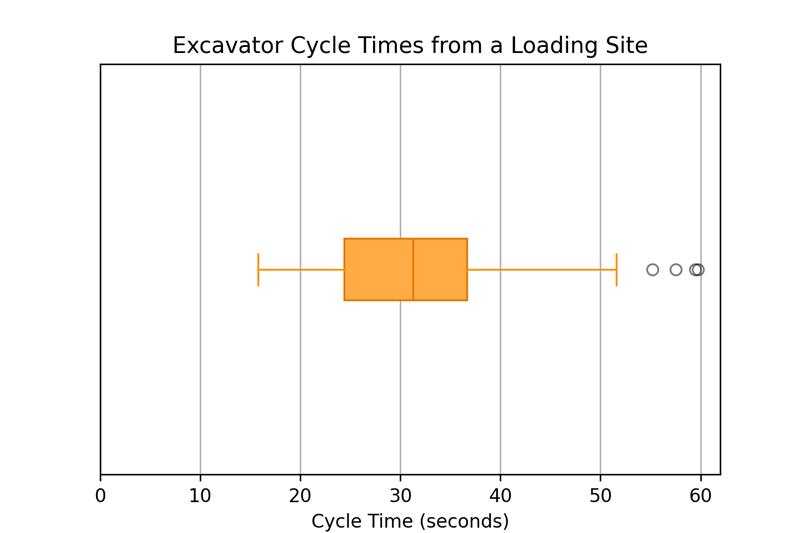 Excavator Cycle Times from a Loading Site
0 10 20 30 40 50 60
Cycle Time (seconds)